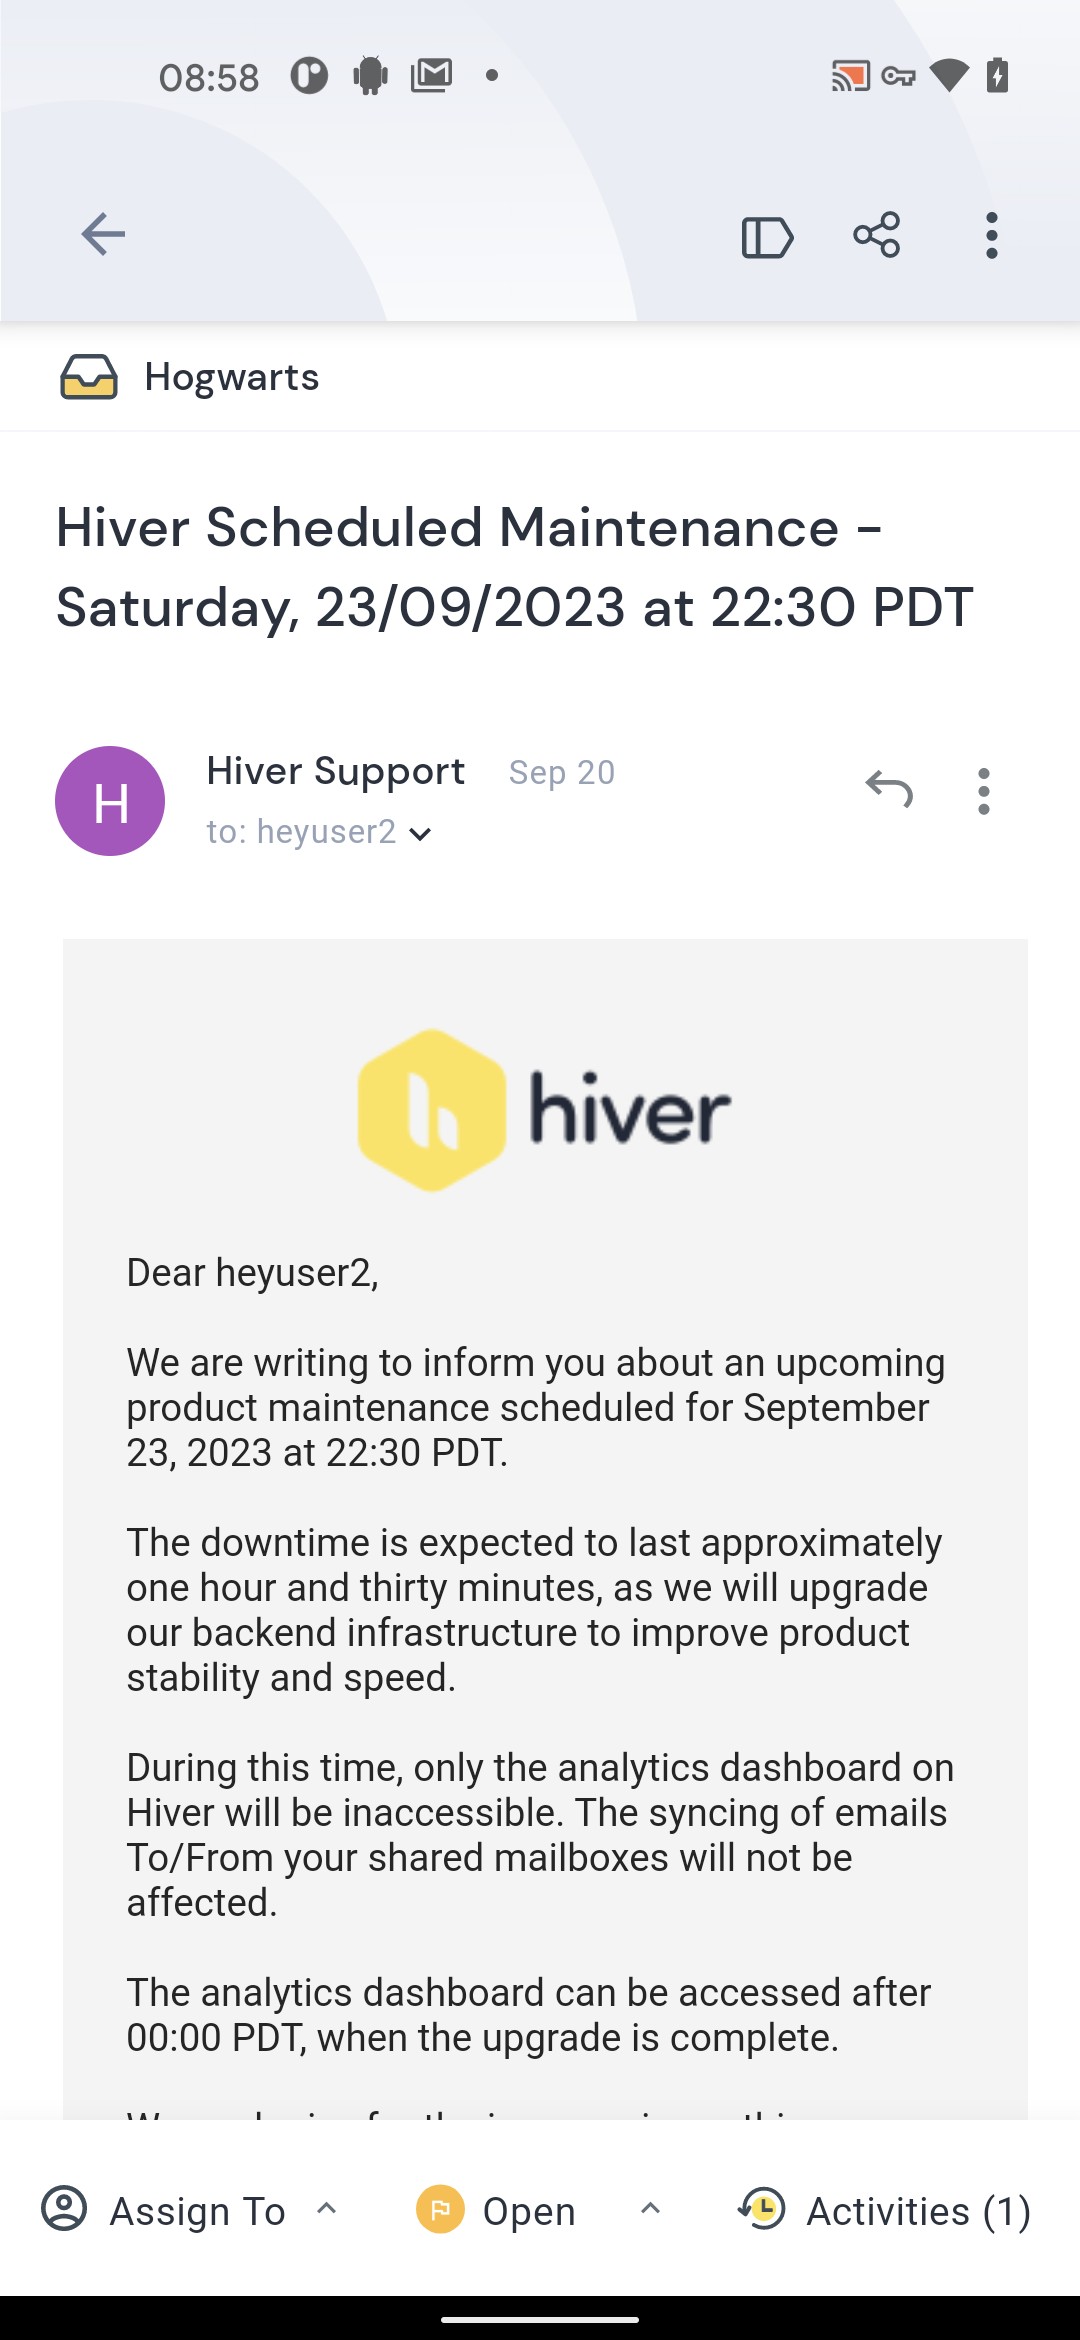 08:58
Hogwarts
Hiver Scheduled Maintenance -
Saturday, 23/09/2023 at 22:30 PDT
H
Hiver Support Sep 20
to: heyuser2
hiver
Dear heyuser2,
We are writing to inform you about an upcoming
product maintenance scheduled for September
23, 2023 at 22:30 PDT.
The downtime is expected to last approximately
one hour and thirty minutes, as we will upgrade
our backend infrastructure to improve product
stability and speed.
During this time, only the analytics dashboard on
Hiver will be inaccessible. The syncing of emails
To/From your shared mailboxes will not be
affected.
The analytics dashboard can be accessed after
00:00 PDT, when the upgrade is complete.
Assign To
Open
Activities (1)